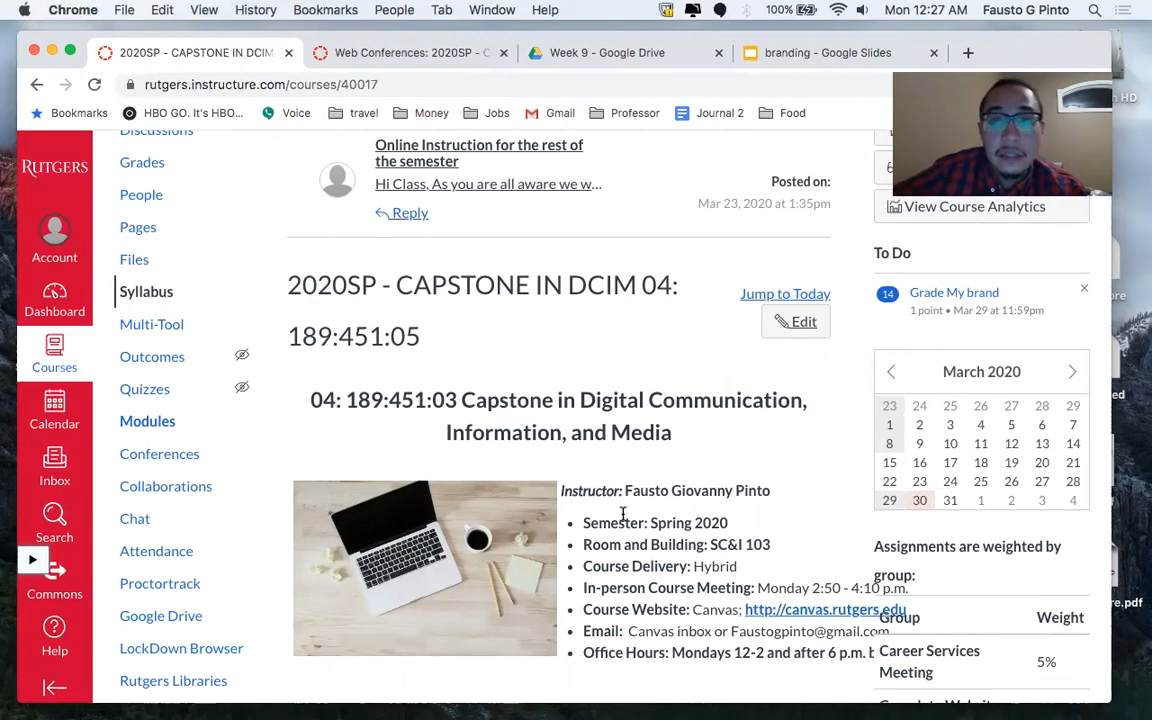 Chrome File Edit View History Bookmarks People Tab Window Help 100% Mon 12:27 AM Fausto G Pinto
2020SP - CAPSTONE IN DCIM
Web Conferences: 2020SP - C
Week 9 - Google Drive
branding - Google Slides
rutgers.instructure.com/courses/40017
Bookmarks HBO GO. It's HBO... Voice travel Money Jobs Gmail Professor Journal 2 Food
RUTGERS
Account
Dashboard
Courses
Calendar
Inbox
Search
Commons
Help
Discussions
Grades
People
Pages
Files
Syllabus
Multi-Tool
Outcomes
Quizzes
Modules
Conferences
Collaborations
Chat
Attendance
Proctortrack
Google Drive
LockDown Browser
Rutgers Libraries
Online Instruction for the rest of
the semester
Hi Class, As you are all aware we w...
Reply
Posted on:
Mar 23, 2020 at 1:35pm
2020SP - CAPSTONE IN DCIM 04:
189:451:05
Jump to Today
Edit
04: 189:451:03 Capstone in Digital Communication,
Information, and Media
Instructor: Fausto Giovanny Pinto
Semester: Spring 2020
Room and Building: SC&I 103
Course Delivery: Hybrid
In-person Course Meeting: Monday 2:50 - 4:10 p.m.
Course Website: Canvas; http://canvas.rutgers.edu
Email: Canvas inbox or Faustogpinto@gmail.com
Office Hours: Mondays 12-2 and after 6 p.m. b
View Course Analytics
To Do
14 Grade My brand
1 point • Mar 29 at 11:59pm
March 2020
23 24 25 26 27 28 29
1 2 3 4 5 6 7
8 9 10 11 12 13 14
15 16 17 18 19 20 21
22 23 24 25 26 27 28
29 30 31 1 2 3 4
Assignments are weighted by
group:
Group Weight
Career Services
Meeting 5%
HD
ore
ed
re.pdf